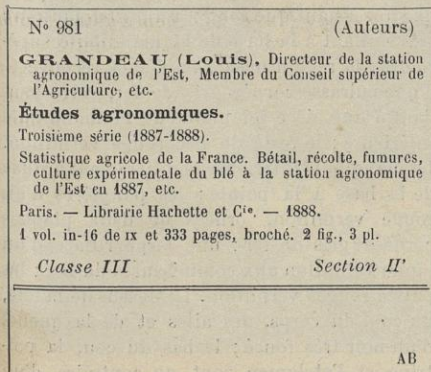 N° 981 (Auteurs)
GRANDEAU (Louis), Directeur de la station
agronomique de l'Est, Membre du Conseil supérieur de
l'Agriculture, etc.
Études agronomiques.
Troisième série (1887-1888).
Statistique agricole de la France. Bétail, récolte, fumures,
culture expérimentale du blé à la station agronomique
de l'Est en 1887, etc.
Paris. — Librairie Hachette et Cie. — 1888.
1 vol. in-16 de IX et 333 pages, broché. 2 fig., 3 pl.
Classe III Section II'
AB